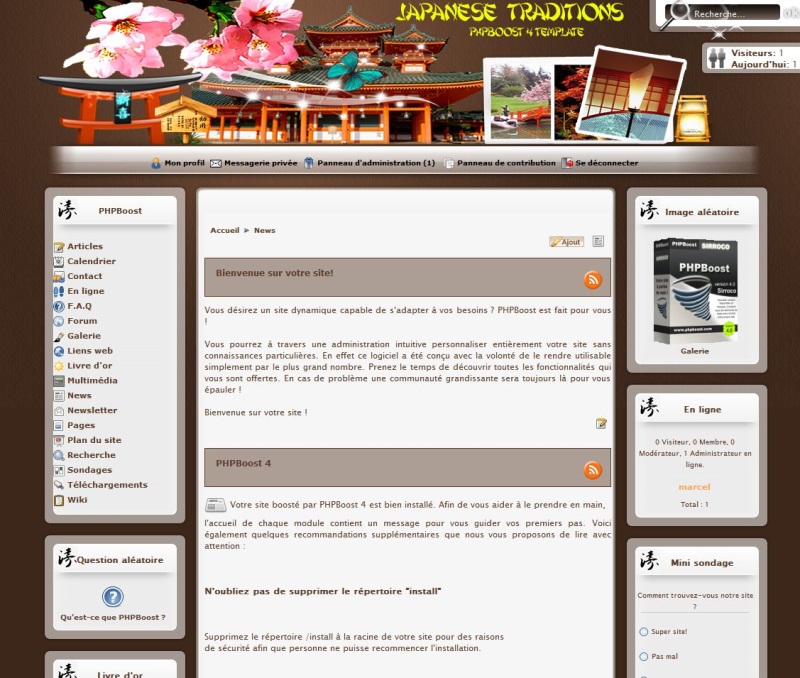 JAPANESE TRADITIONS
PHPBOOST 4 TEMPLATE
Recherche...
ok
Visiteurs: 1
Aujourd'hui: 1
Mon profil
Messagerie privée
Panneau d'administration (1)
Panneau de contribution
Se déconnecter
PHPBoost
Articles
Calendrier
Contact
En ligne
F.A.Q
Forum
Galerie
Liens web
Livre d'or
Multimédia
News
Newsletter
Pages
Plan du site
Recherche
Sondages
Téléchargements
Wiki
Question aléatoire
Qu'est-ce que PHPBoost ?
Livre d'or
Accueil ► News
Ajout
Bienvenue sur votre site!
Vous désirez un site dynamique capable de s'adapter à vos besoins ? PHPBoost est fait pour vous
!
Vous pourrez à travers une administration intuitive personnaliser entièrement votre site sans
connaissances particulières. En effet ce logiciel a été conçu avec la volonté de le rendre utilisable
simplement par le plus grand nombre. Prenez le temps de découvrir toutes les fonctionnalités qui
vous sont offertes. En cas de problème une communauté grandissante sera toujours là pour vous
épauler !
Bienvenue sur votre site !
PHPBoost 4
Votre site boosté par PHPBoost 4 est bien installé. Afin de vous aider à le prendre en main,
l'accueil de chaque module contient un message pour vous guider vos premiers pas. Voici
également quelques recommandations supplémentaires que nous vous proposons de lire avec
attention :
N'oubliez pas de supprimer le répertoire "install"
Supprimez le répertoire /install à la racine de votre site pour des raisons
de sécurité afin que personne ne puisse recommencer l'installation.
Image aléatoire
PHPBoost SIRROCO
PHPBoost
Sirroco
www.phpboost.com
Galerie
En ligne
0 Visiteur, 0 Membre, 0
Modérateur, 1 Administrateur en
ligne.
marcel
Total : 1
Mini sondage
Comment trouvez-vous notre site
?
Super site!
Pas mal